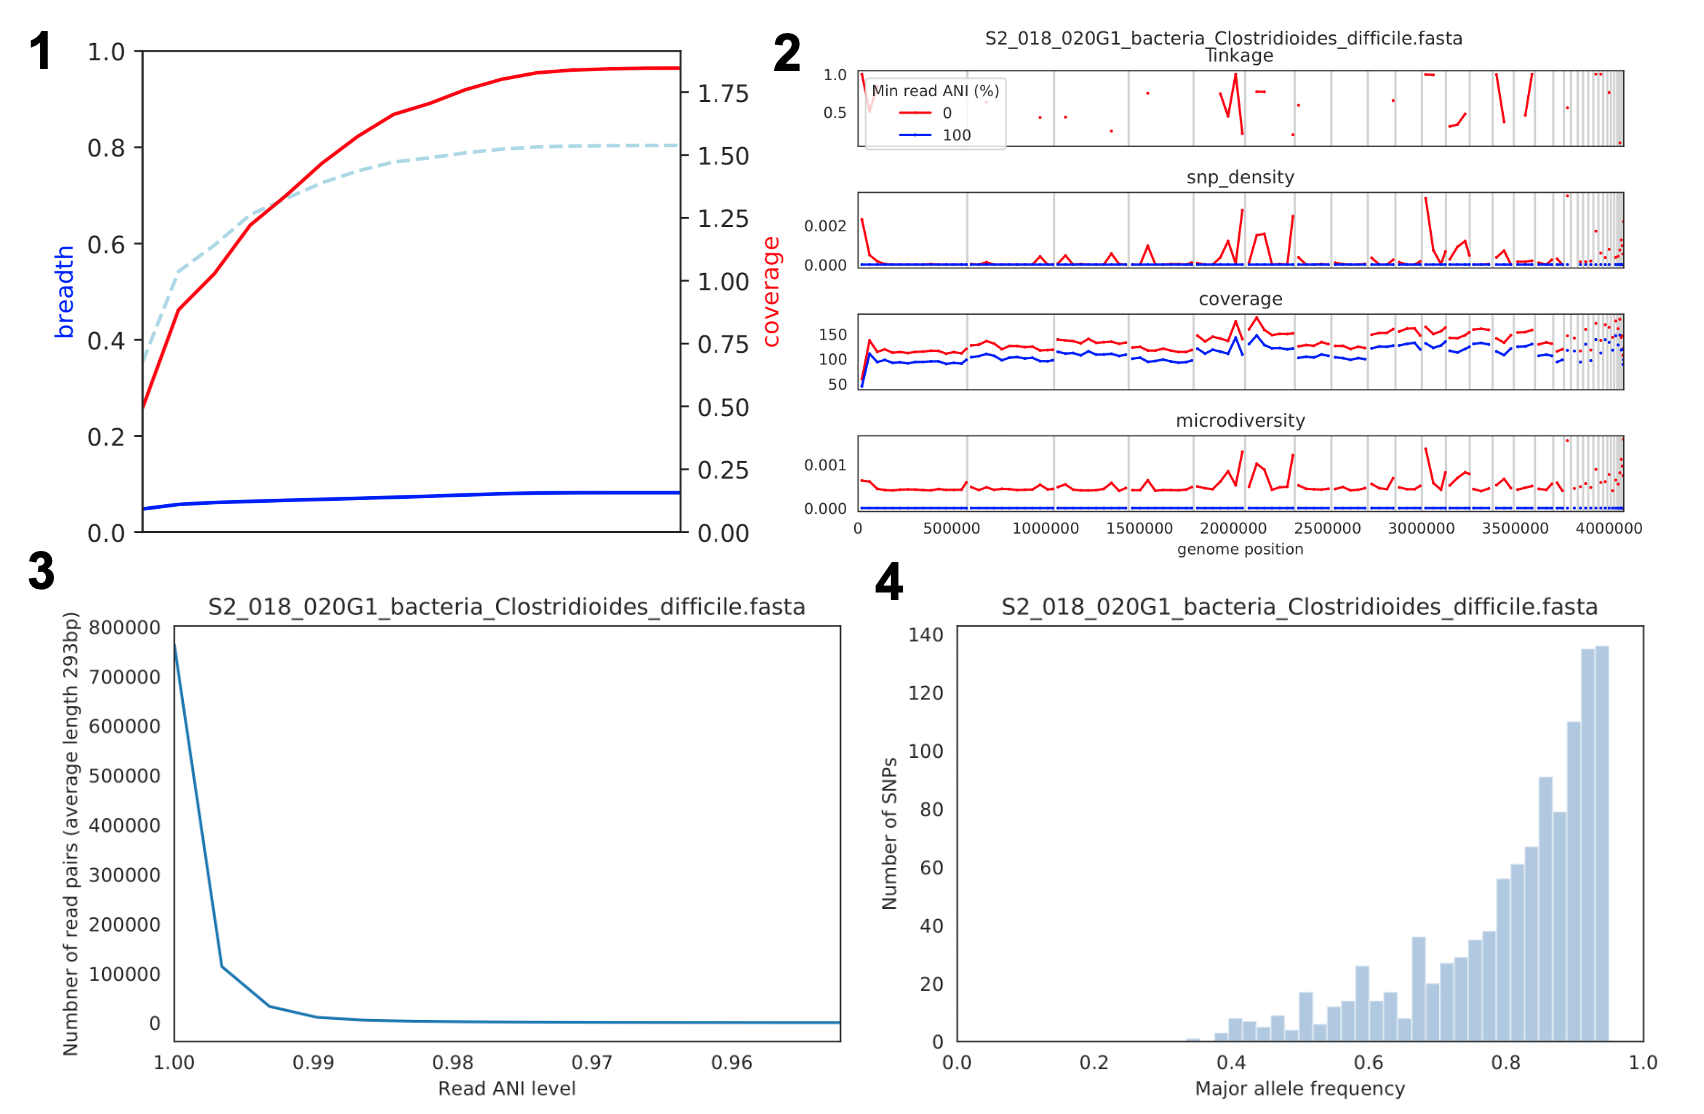 1
1.0
0.8
0.6
0.4
0.2
0.0
breadth
1.75
1.50
1.25
1.00
0.75
0.50
0.25
0.00
coverage
2
S2_018_020G1_bacteria_Clostridioides_difficile.fasta
linkage
1.0
0.5
Min read ANI (%)
0
100
snp_density
0.002
0.000
coverage
150
100
50
microdiversity
0.001
0.000
0 500000 1000000 1500000 2000000 2500000 3000000 3500000 4000000
genome position
3
S2_018_020G1_bacteria_Clostridioides_difficile.fasta
800000
700000
600000
500000
400000
300000
200000
100000
0
Numbner of read pairs (average length 293bp)
1.00 0.99 0.98 0.97 0.96
Read ANI level
4
S2_018_020G1_bacteria_Clostridioides_difficile.fasta
140
120
100
80
60
40
20
0
Number of SNPs
0.0 0.2 0.4 0.6 0.8 1.0
Major allele frequency